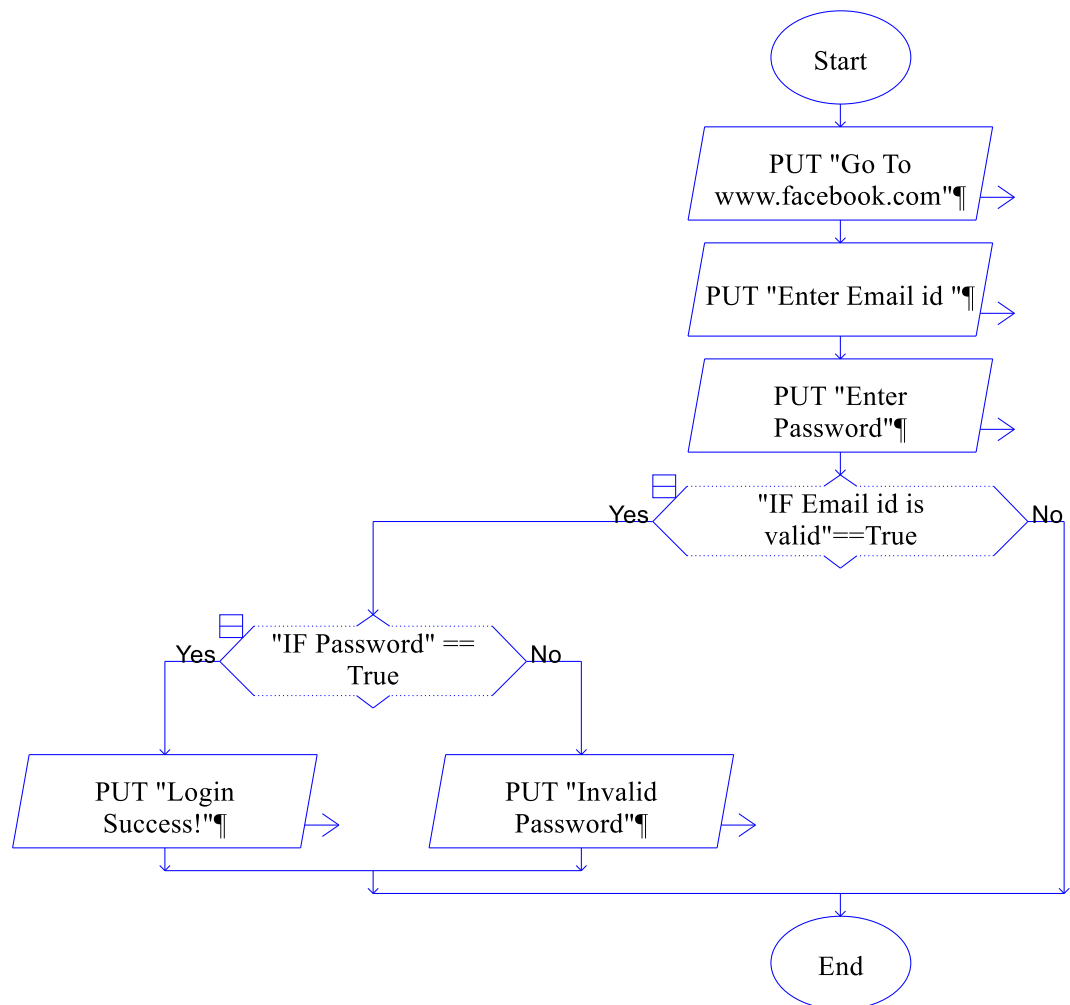 Start
PUT "Go To
www.facebook.com"¶
PUT "Enter Email id "¶
PUT "Enter
Password"¶
"IF Email id is
valid"==True
Yes
No
"IF Password" ==
True
Yes
No
PUT "Login
Success!"¶
PUT "Invalid
Password"¶
End